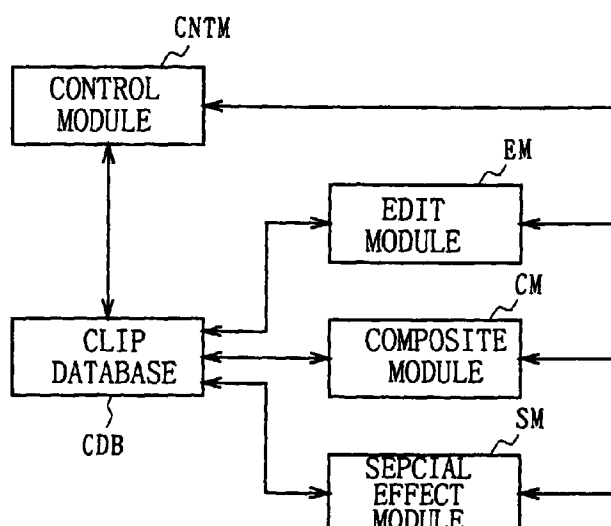 CNTM
CONTROL
MODULE
EM
EDIT
MODULE
CM
CLIP
DATABASE
COMPOSITE
MODULE
CDB
SM
SEPCIAL
EFFECT
MODULE